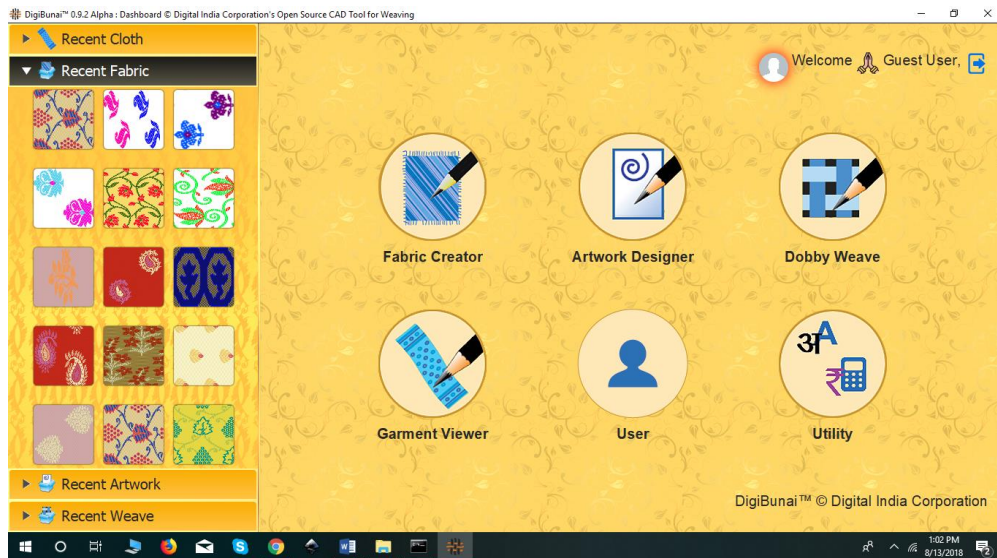 DigiBunai™ 0.9.2 Alpha : Dashboard © Digital India Corporation's Open Source CAD Tool for Weaving
Recent Cloth
Recent Fabric
Welcome Guest User,
Fabric Creator
Artwork Designer
Dobby Weave
अA
₹
Garment Viewer
User
Utility
Recent Artwork
Recent Weave
DigiBunai™ © Digital India Corporation
1:02 PM
8/13/2018